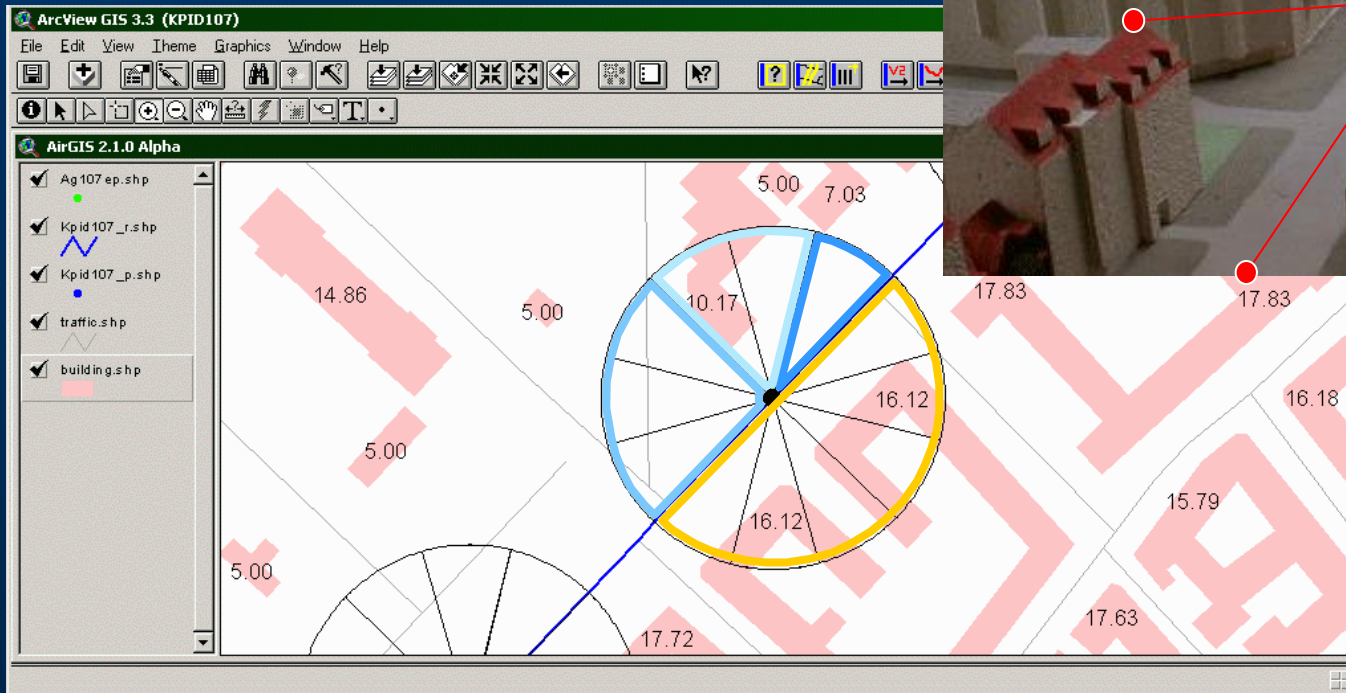 ArcView GIS 3.3 (KPID107)
File Edit View Theme Graphics Window Help
AirGIS 2.1.0 Alpha
Ag107ep.shp
Kpid107_r.shp
Kpid107_p.shp
traffic.shp
building.shp
5.00
7.03
14.86
5.00
10.17
17.83
17.83
16.12
16.18
5.00
15.79
16.12
5.00
17.63
17.72